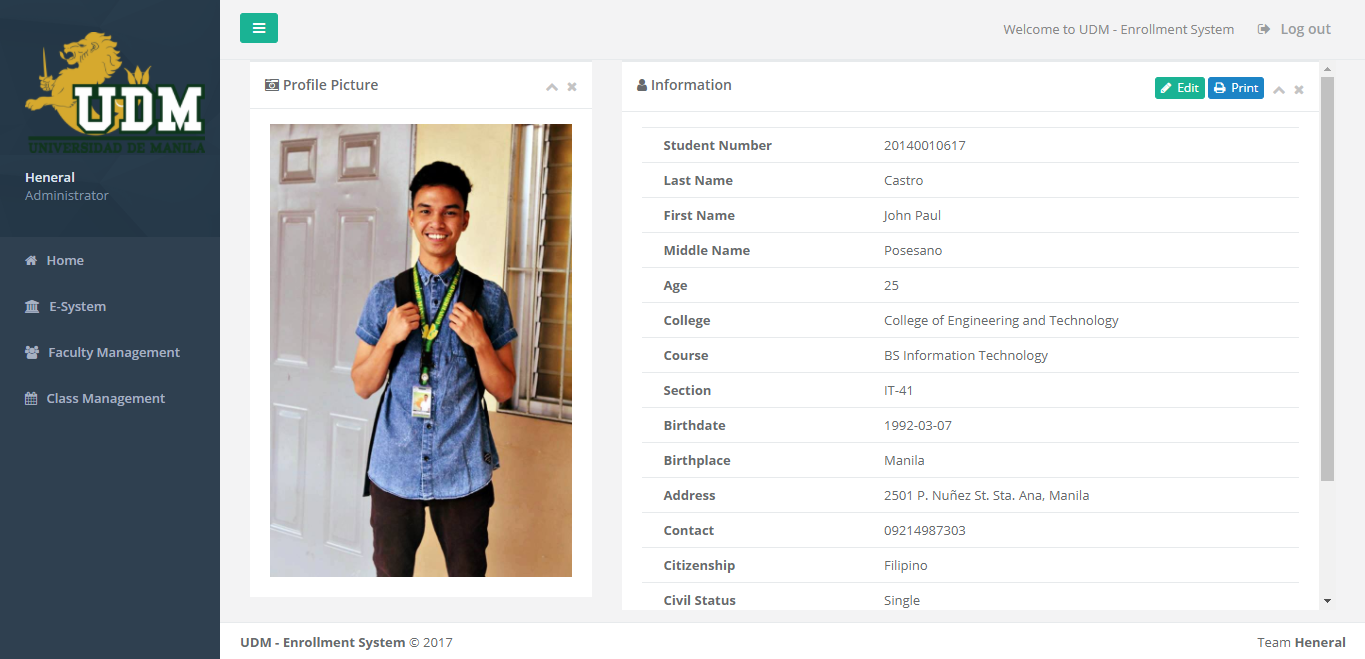 UDM
UNIVERSIDAD DE MANILA
Heneral
Administrator
Home
E-System
Faculty Management
Class Management
Welcome to UDM - Enrollment System
Log out
Profile Picture
Information
Edit
Print
Student Number 20140010617
Last Name Castro
First Name John Paul
Middle Name Posesano
Age 25
College College of Engineering and Technology
Course BS Information Technology
Section IT-41
Birthdate 1992-03-07
Birthplace Manila
Address 2501 P. Nuñez St. Sta. Ana, Manila
Contact 09214987303
Citizenship Filipino
Civil Status Single
UDM - Enrollment System © 2017
Team Heneral